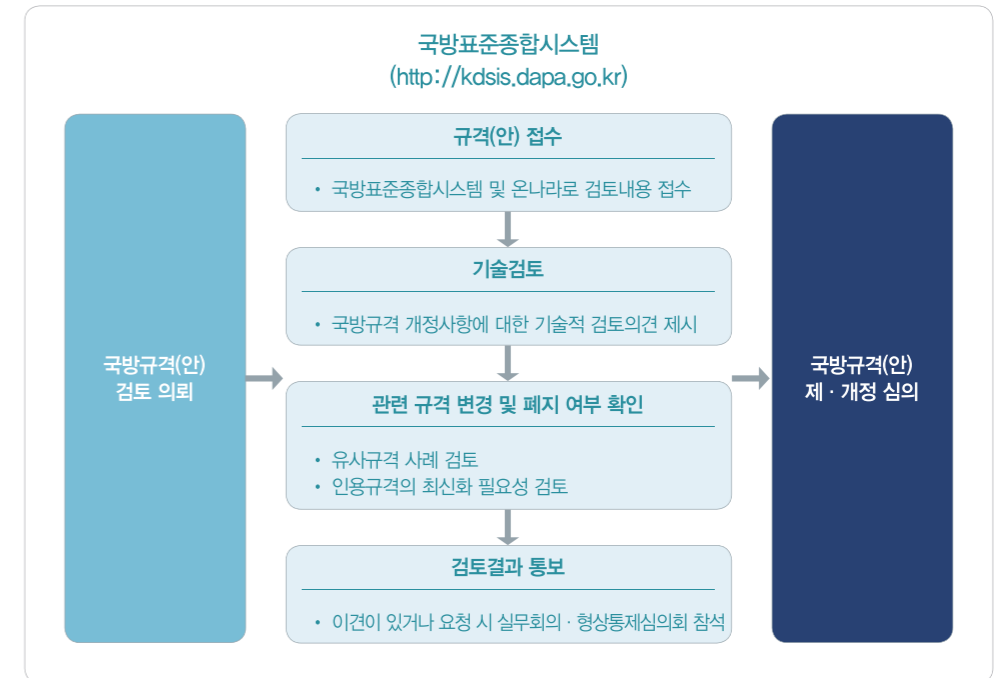 국방표준종합시스템
(http://kdsis.dapa.go.kr)
국방규격(안)
검토 의뢰
규격(안) 접수
• 국방표준종합시스템 및 온나라로 검토내용 접수
기술검토
• 국방규격 개정사항에 대한 기술적 검토의견 제시
관련 규격 변경 및 폐지 여부 확인
• 유사규격 사례 검토
• 인용규격의 최신화 필요성 검토
검토결과 통보
• 이견이 있거나 요청 시 실무회의 · 형상통제심의회 참석
국방규격(안)
제 · 개정 심의